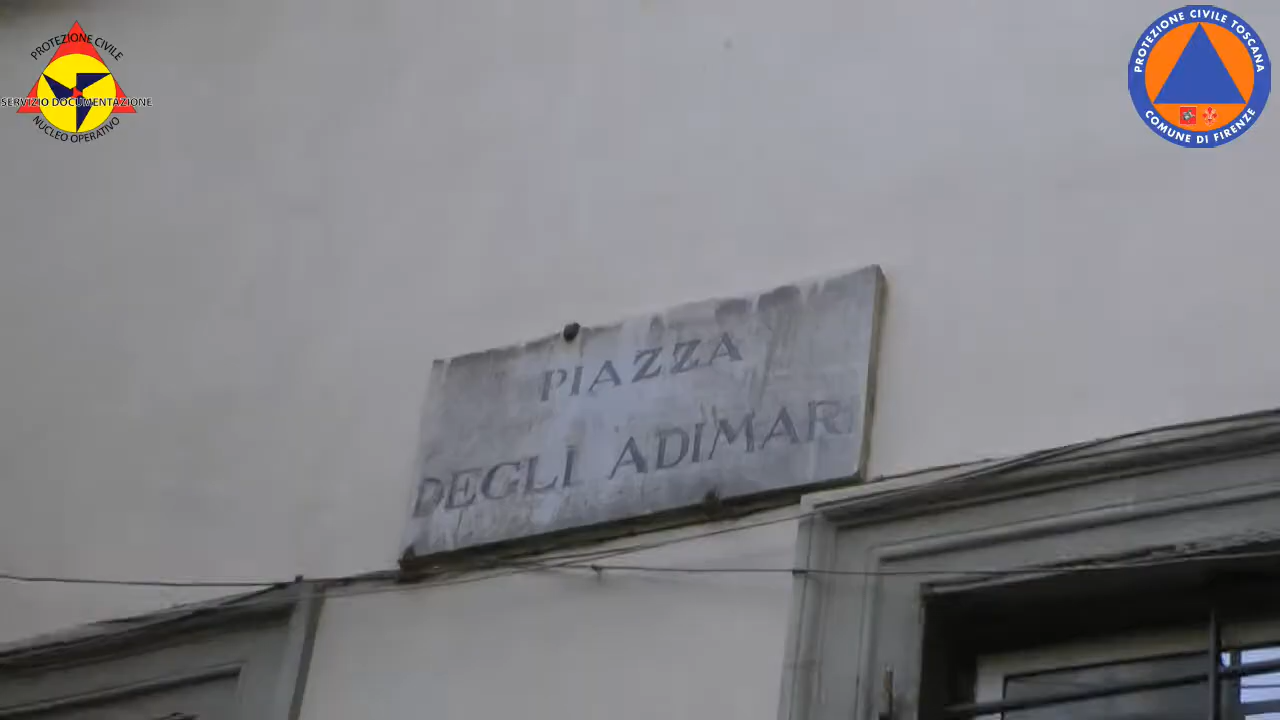 PROTEZIONE CIVILE
SERVIZIO DOCUMENTAZIONE
NUCLEO OPERATIVO
PROTEZIONE CIVILE TOSCANA
COMUNE DI FIRENZE
PIAZZA
DEGLI ADIMARI